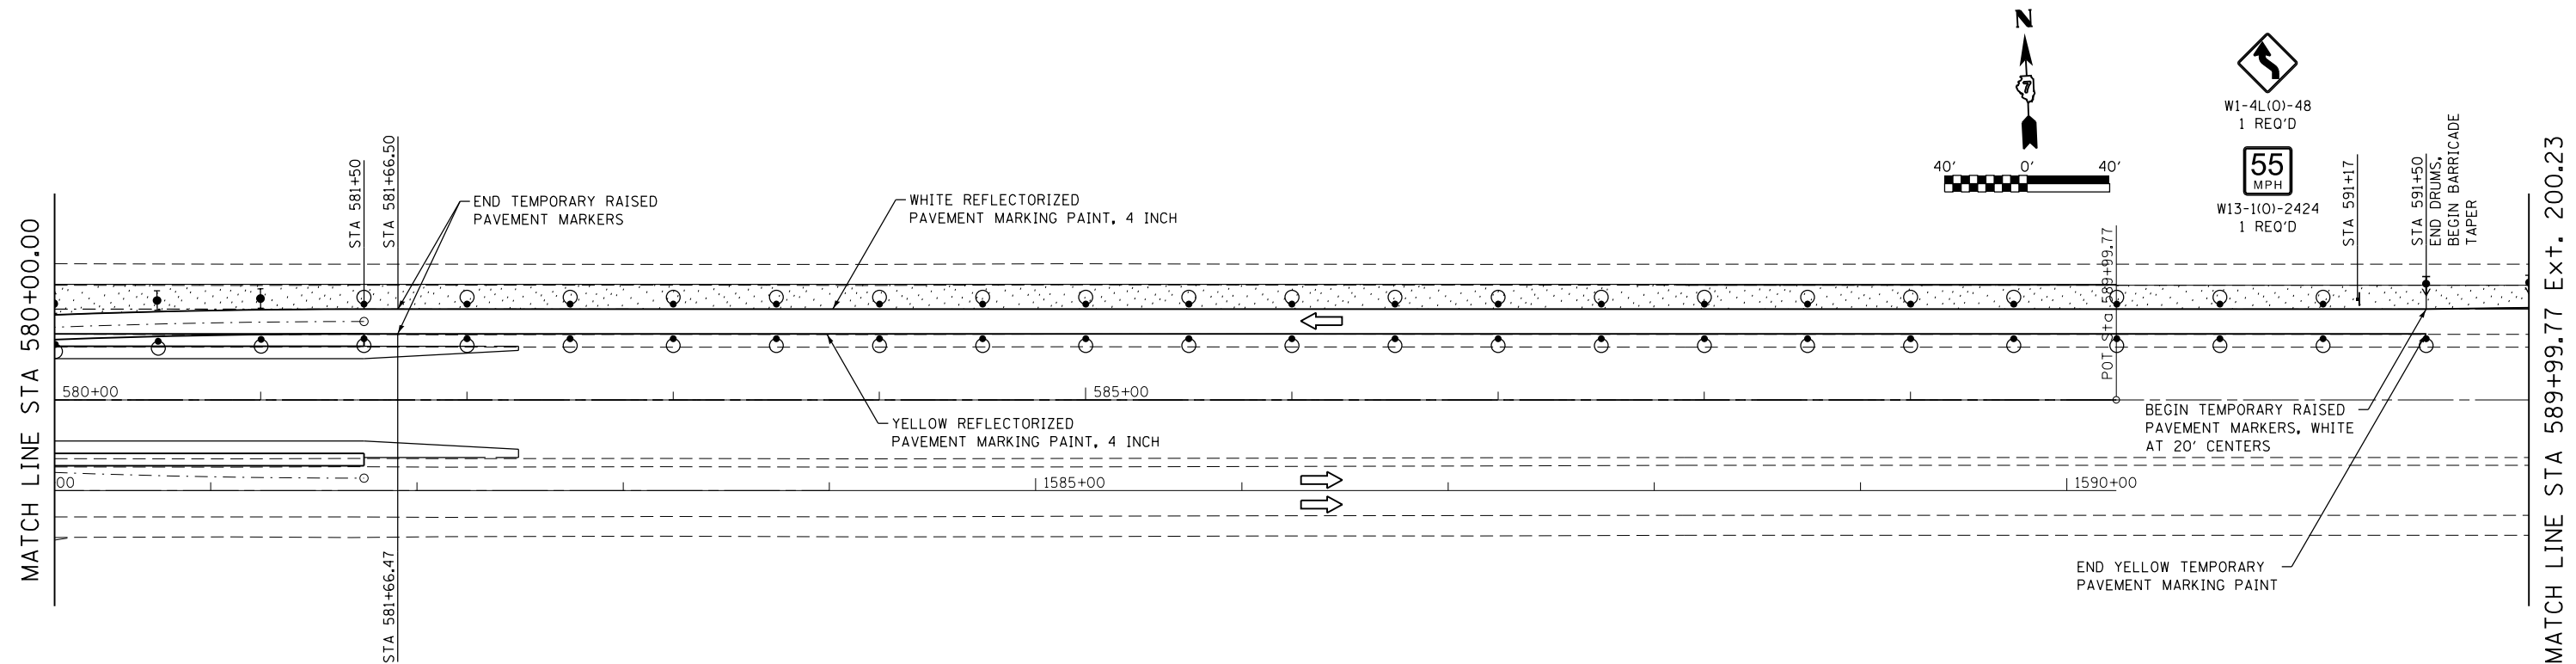 N
7
W1-4L(O)-48
1 REQ'D
55
MPH
W13-1(O)-2424
1 REQ'D
40' 0' 40'
MATCH LINE STA 580+00.00
STA 581+50
STA 581+66.50
END TEMPORARY RAISED
PAVEMENT MARKERS
WHITE REFLECTORIZED
PAVEMENT MARKING PAINT, 4 INCH
POT Sta 589+99.77
STA 591+17
STA 591+50
END DRUMS,
BEGIN BARRICADE
TAPER
MATCH LINE STA 589+99.77 Ext. 200.23
580+00
585+00
YELLOW REFLECTORIZED
PAVEMENT MARKING PAINT, 4 INCH
BEGIN TEMPORARY RAISED
PAVEMENT MARKERS, WHITE
AT 20' CENTERS
00
1585+00
1590+00
STA 581+66.47
END YELLOW TEMPORARY
PAVEMENT MARKING PAINT